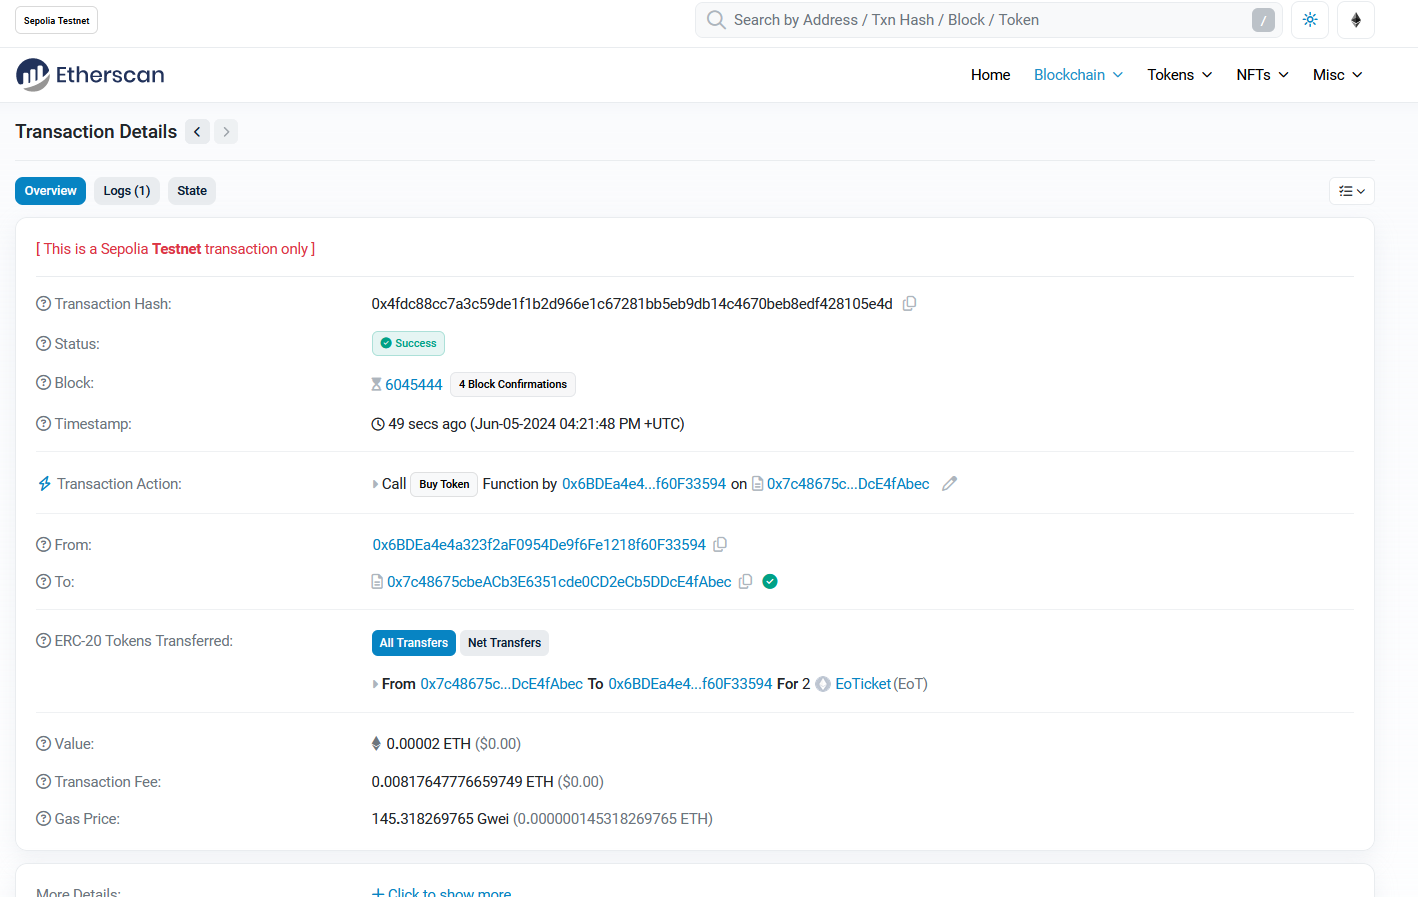 Sepolia Testnet
Search by Address / Txn Hash / Block / Token
/
Etherscan
Home
Blockchain
Tokens
NFTs
Misc
Transaction Details
Overview
Logs (1)
State
[ This is a Sepolia Testnet transaction only ]
Transaction Hash:
0x4fdc88cc7a3c59de1f1b2d966e1c67281bb5eb9db14c4670beb8edf428105e4d
Status:
Success
Block:
6045444 4 Block Confirmations
Timestamp:
49 secs ago (Jun-05-2024 04:21:48 PM +UTC)
Transaction Action:
Call Buy Token Function by 0x6BDEa4e4...f60F33594 on 0x7c48675c...DcE4fAbec
From:
0x6BDEa4e4a323f2aF0954De9f6Fe1218f60F33594
To:
0x7c48675cbeACb3E6351cde0CD2eCb5DDcE4fAbec
ERC-20 Tokens Transferred:
All Transfers
Net Transfers
From 0x7c48675c...DcE4fAbec To 0x6BDEa4e4...f60F33594 For 2 EoTicket (EoT)
Value:
0.00002 ETH ($0.00)
Transaction Fee:
0.00817647776659749 ETH ($0.00)
Gas Price:
145.318269765 Gwei (0.000000145318269765 ETH)
More Details:
+ Click to show more